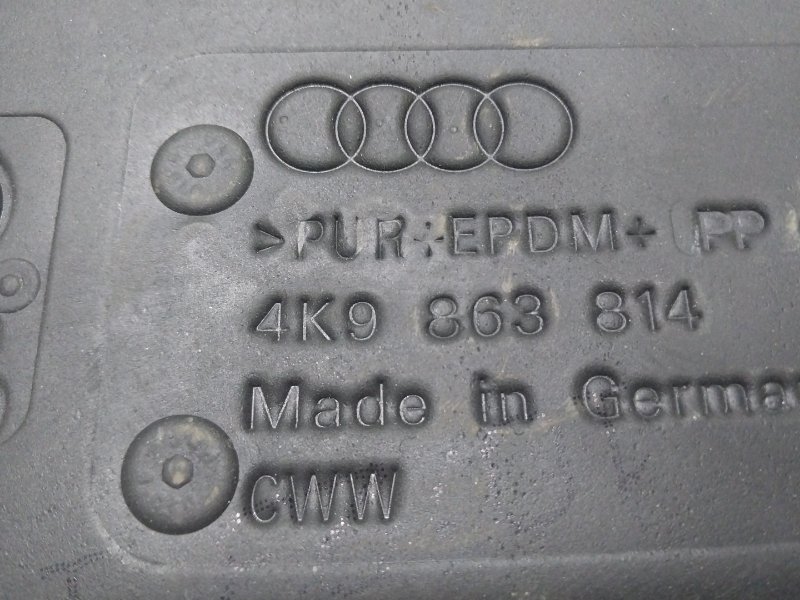 >PUR+EPDM+ PP
4K9 863 814
Made in Germa
CWW